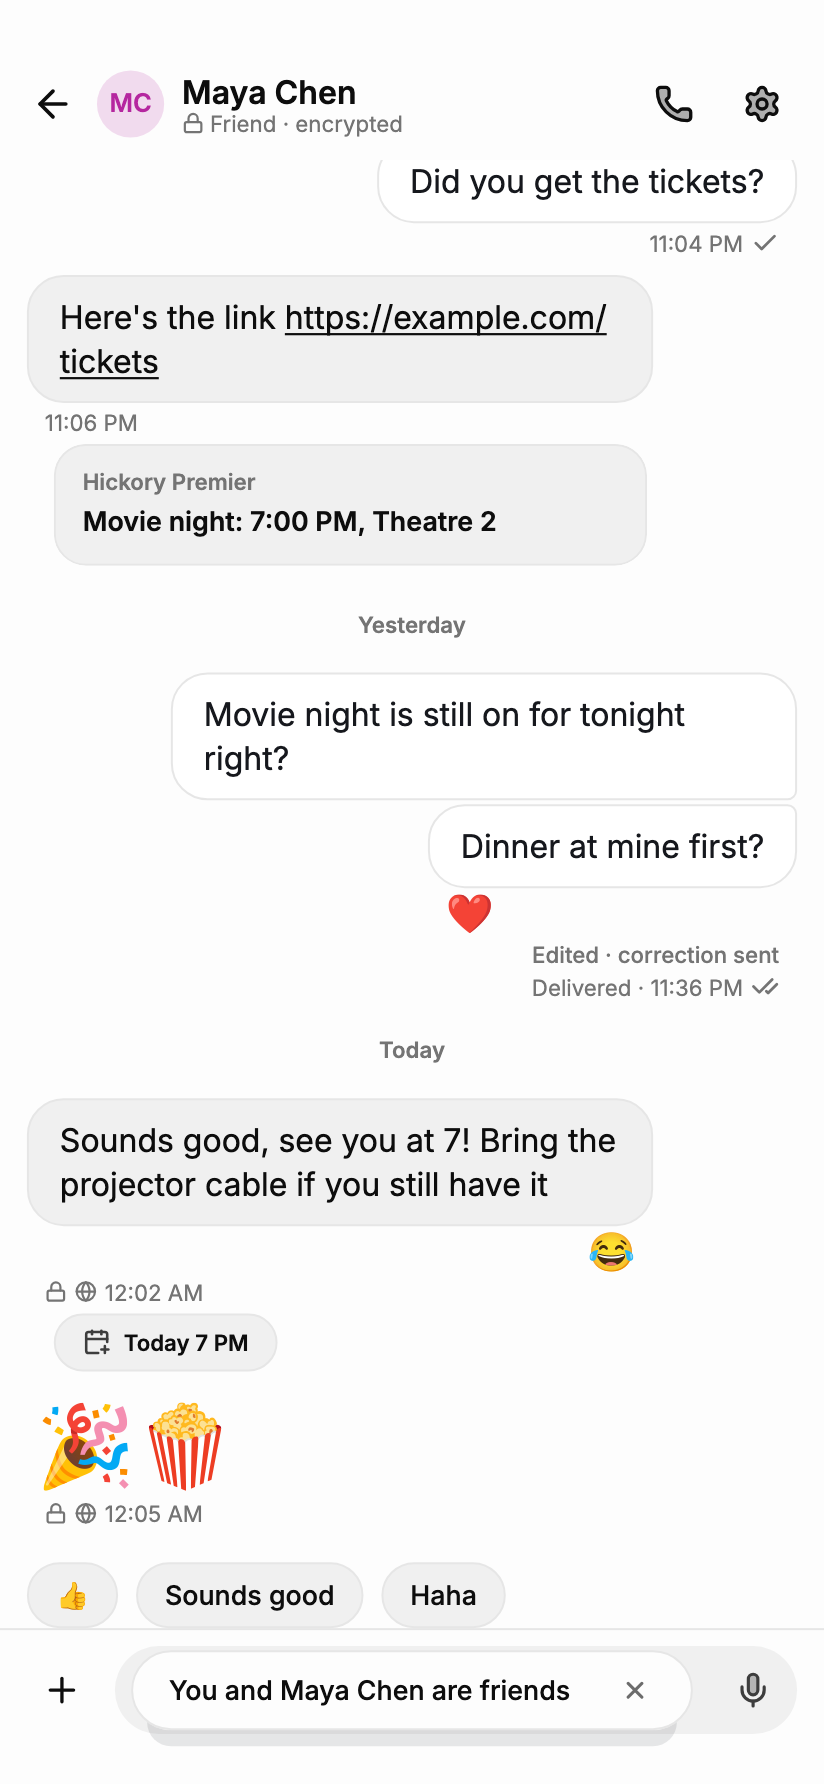 MC
Maya Chen
Friend · encrypted
Did you get the tickets?
11:04 PM
Here's the link https://example.com/
tickets
11:06 PM
Hickory Premier
Movie night: 7:00 PM, Theatre 2
Yesterday
Movie night is still on for tonight
right?
Dinner at mine first?
Edited · correction sent
Delivered · 11:36 PM
Today
Sounds good, see you at 7! Bring the
projector cable if you still have it
12:02 AM
Today 7 PM
12:05 AM
Sounds good
Haha
You and Maya Chen are friends